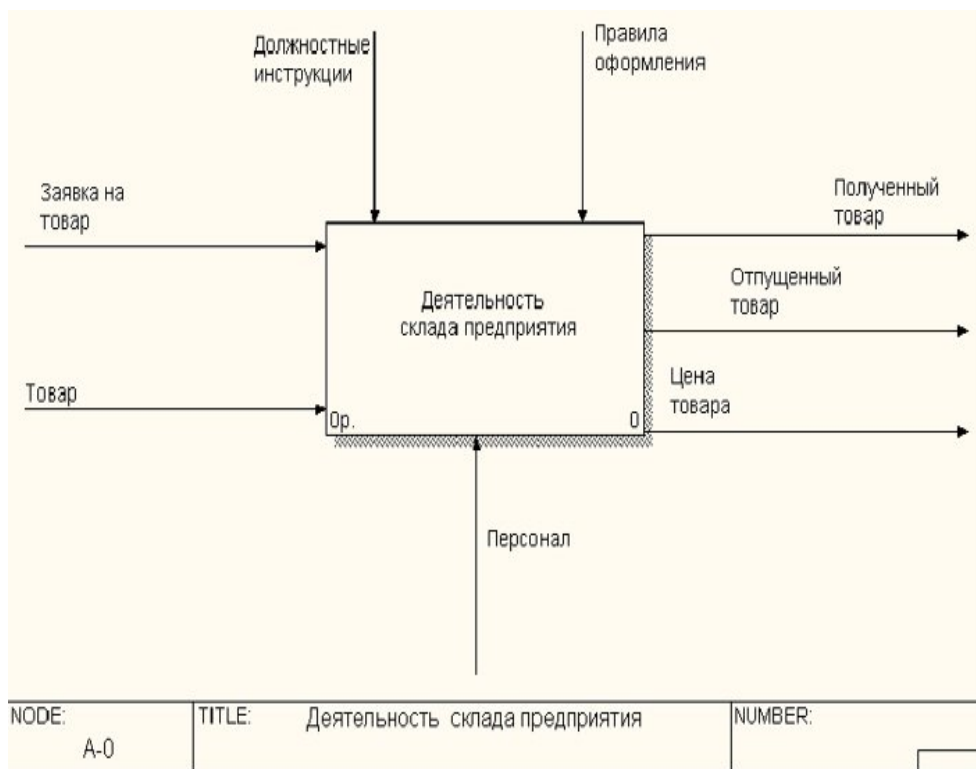 Должностные
инструкции
Правила
оформления
Заявка на
товар
Полученный
товар
Отпущенный
товар
Деятельность
склада предприятия
Цена
товара
Товар
0р.
0
Персонал
NODE:
A-0
TITLE:
Деятельность склада предприятия
NUMBER: